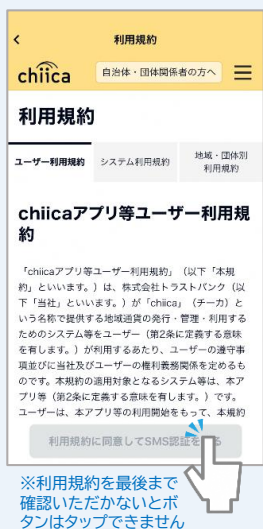 利用規約
chiica
自治体・団体関係者の方へ
利用規約
ユーザー利用規約
システム利用規約
地域・団体別
利用規約
chiicaアプリ等ユーザー利用規
約
「chiicaアプリ等ユーザー利用規約」（以下「本規
約」といいます。）は、株式会社トラストバンク（以
下「当社」といいます。）が「chiica」（チーカ）と
いう名称で提供する地域通貨の発行・管理・利用する
ためのシステム等をユーザー（第2条に定義する意味
を有します。）が利用するあたり、ユーザーの遵守事
項並びに当社及びユーザーの権利義務関係を定めるも
のです。本規約の適用対象となるシステム等は、本ア
プリ等（第2条に定義する意味を有します。）です。
ユーザーは、本アプリ等の利用開始をもって、本規約
利用規約に同意してSMS認証を
る
※利用規約を最後まで
確認いただかないとボ
タンはタップできません